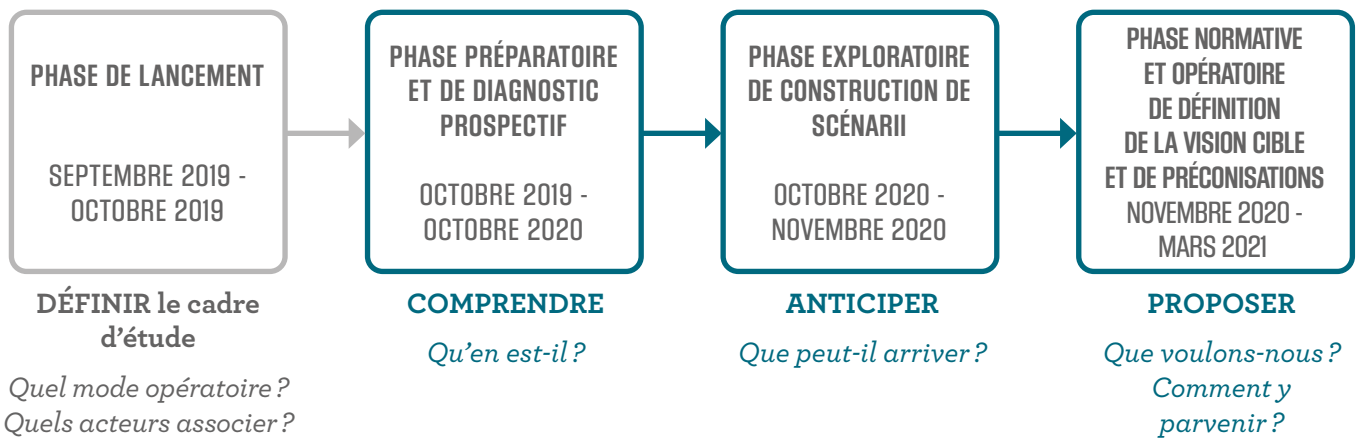 PHASE DE LANCEMENT
SEPTEMBRE 2019 -
OCTOBRE 2019
DÉFINIR le cadre
d’étude
Quel mode opératoire ?
Quels acteurs associer ?
PHASE PRÉPARATOIRE
ET DE DIAGNOSTIC
PROSPECTIF
OCTOBRE 2019 -
OCTOBRE 2020
COMPRENDRE
Qu’en est-il ?
PHASE EXPLORATOIRE
DE CONSTRUCTION DE
SCÉNARII
OCTOBRE 2020 -
NOVEMBRE 2020
ANTICIPER
Que peut-il arriver ?
PHASE NORMATIVE
ET OPÉRATOIRE
DE DÉFINITION
DE LA VISION CIBLE
ET DE PRÉCONISATIONS
NOVEMBRE 2020 -
MARS 2021
PROPOSER
Que voulons-nous ?
Comment y
parvenir ?